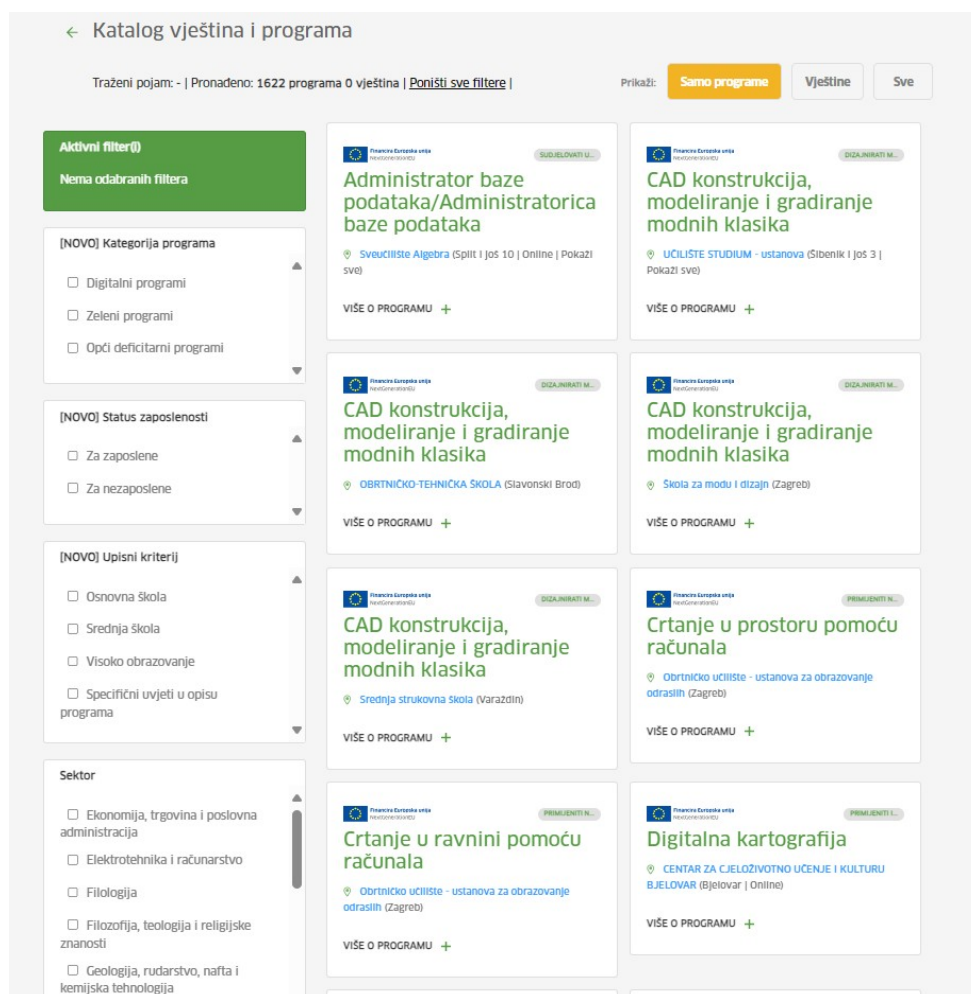 ← Katalog vještina i programa
Traženi pojam: - | Pronađeno: 1622 programa 0 vještina | Poništi sve filtere |
Prikaži:
Samo programe
Vještine
Sve
Aktivni filter(i)
Nema odabranih filtera
[NOVO] Kategorija programa
Digitalni programi
Zeleni programi
Opći deficitarni programi
[NOVO] Status zaposlenosti
Za zaposlene
Za nezaposlene
[NOVO] Upisni kriterij
Osnovna škola
Srednja škola
Visoko obrazovanje
Specifični uvjeti u opisu
programa
Sektor
Ekonomija, trgovina i poslovna
administracija
Elektrotehnika i računarstvo
Filologija
Filozofija, teologija i religijske
znanosti
Geologija, rudarstvo, nafta i
kemijska tehnologija
Financira Europska unija
NextGenerationEU
SUDJELOVATI U...
Administrator baze
podataka/Administratorica
baze podataka
Sveučilište Algebra (Split i još 10 | Online | Pokaži
sve)
VIŠE O PROGRAMU +
Financira Europska unija
NextGenerationEU
DIZAJNIRATI M...
CAD konstrukcija,
modeliranje i gradiranje
modnih klasika
UČILIŠTE STUDIUM - ustanova (Šibenik i još 3 |
Pokaži sve)
VIŠE O PROGRAMU +
Financira Europska unija
NextGenerationEU
DIZAJNIRATI M...
CAD konstrukcija,
modeliranje i gradiranje
modnih klasika
OBRTNIČKO-TEHNIČKA ŠKOLA (Slavonski Brod)
VIŠE O PROGRAMU +
Financira Europska unija
NextGenerationEU
DIZAJNIRATI M...
CAD konstrukcija,
modeliranje i gradiranje
modnih klasika
Škola za modu i dizajn (Zagreb)
VIŠE O PROGRAMU +
Financira Europska unija
NextGenerationEU
DIZAJNIRATI M...
CAD konstrukcija,
modeliranje i gradiranje
modnih klasika
Srednja strukovna škola (Varaždin)
VIŠE O PROGRAMU +
Financira Europska unija
NextGenerationEU
PRIMIJENITI N...
Crtanje u prostoru pomoću
računala
Obrtničko učilište - ustanova za obrazovanje
odraslih (Zagreb)
VIŠE O PROGRAMU +
Financira Europska unija
NextGenerationEU
PRIMIJENITI N...
Crtanje u ravnini pomoću
računala
Obrtničko učilište - ustanova za obrazovanje
odraslih (Zagreb)
VIŠE O PROGRAMU +
Financira Europska unija
NextGenerationEU
PRIMIJENITI I...
Digitalna kartografija
CENTAR ZA CJELOŽIVOTNO UČENJE I KULTURU
BJELOVAR (Bjelovar | Online)
VIŠE O PROGRAMU +